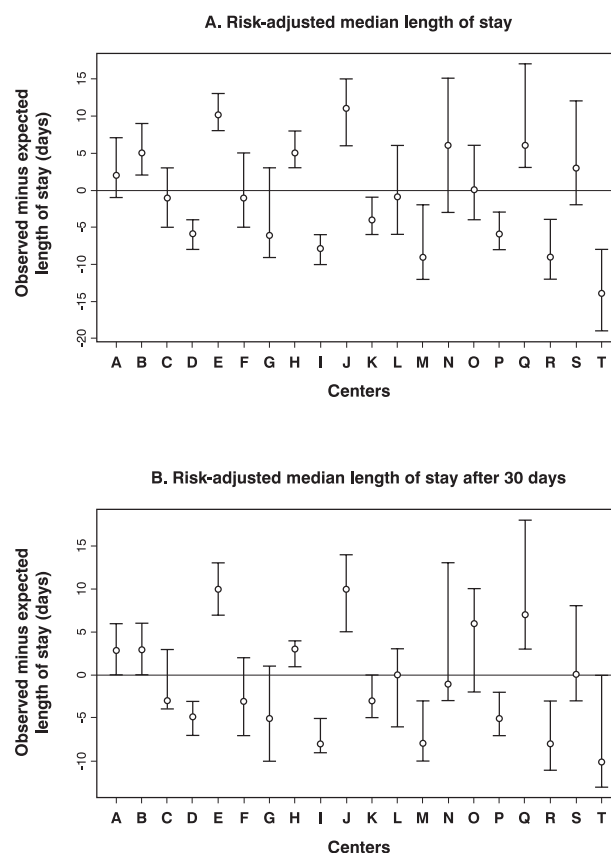 A. Risk-adjusted median length of stay
Observed minus expected
length of stay (days)
15
10
5
0
-5
-10
-15
-20
A B C D E F G H I J K L M N O P Q R S T
Centers
B. Risk-adjusted median length of stay after 30 days
Observed minus expected
length of stay (days)
15
10
5
0
-5
-10
A B C D E F G H I J K L M N O P Q R S T
Centers